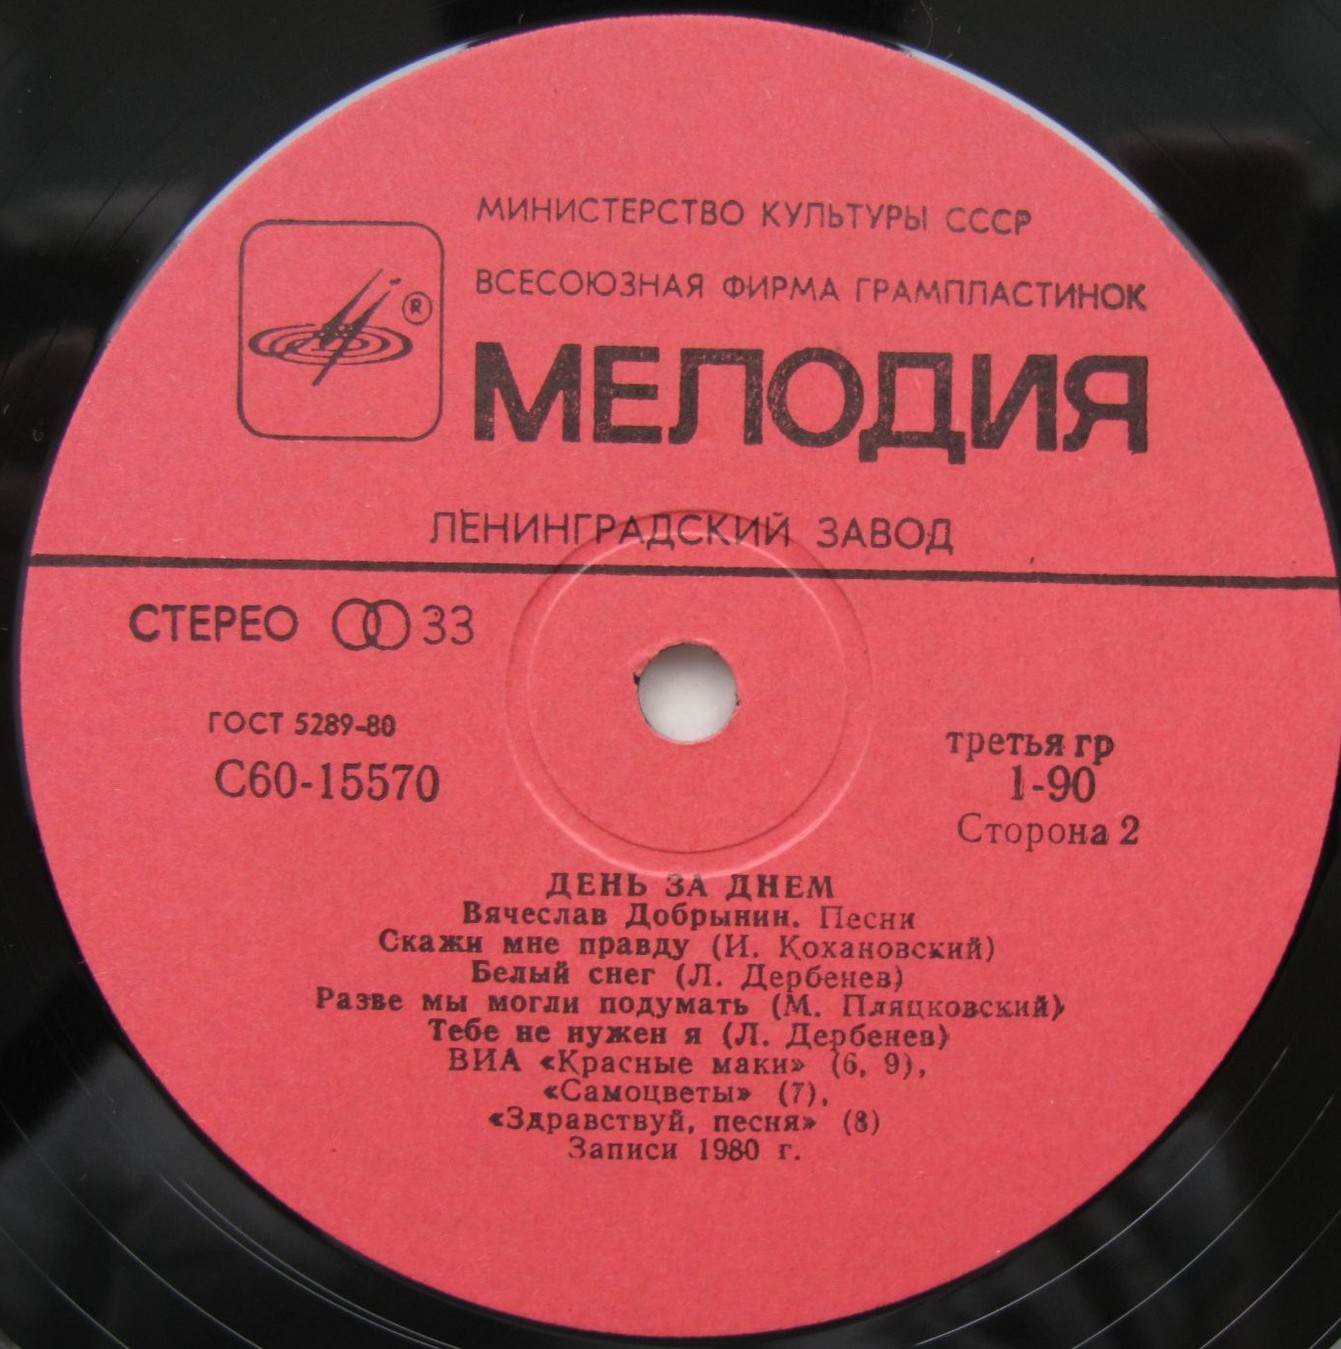 МИНИСТЕРСТВО КУЛЬТУРЫ СССР
ВСЕСОЮЗНАЯ ФИРМА ГРАМПЛАСТИНОК
®
МЕЛОДИЯ
ЛЕНИНГРАДСКИЙ ЗАВОД
СТЕРЕО 33
ГОСТ 5289-80
С60-15570
третья гр
1-90
Сторона 2
ДЕНЬ ЗА ДНЕМ
Вячеслав Добрынин. Песни
Скажи мне правду (И. Кохановский)
Белый снег (Л. Дербенев)
Разве мы могли подумать (М. Пляцковский)
Тебе не нужен я (Л. Дербенев)
ВИА «Красные маки» (6, 9),
«Самоцветы» (7),
«Здравствуй, песня» (8)
Записи 1980 г.